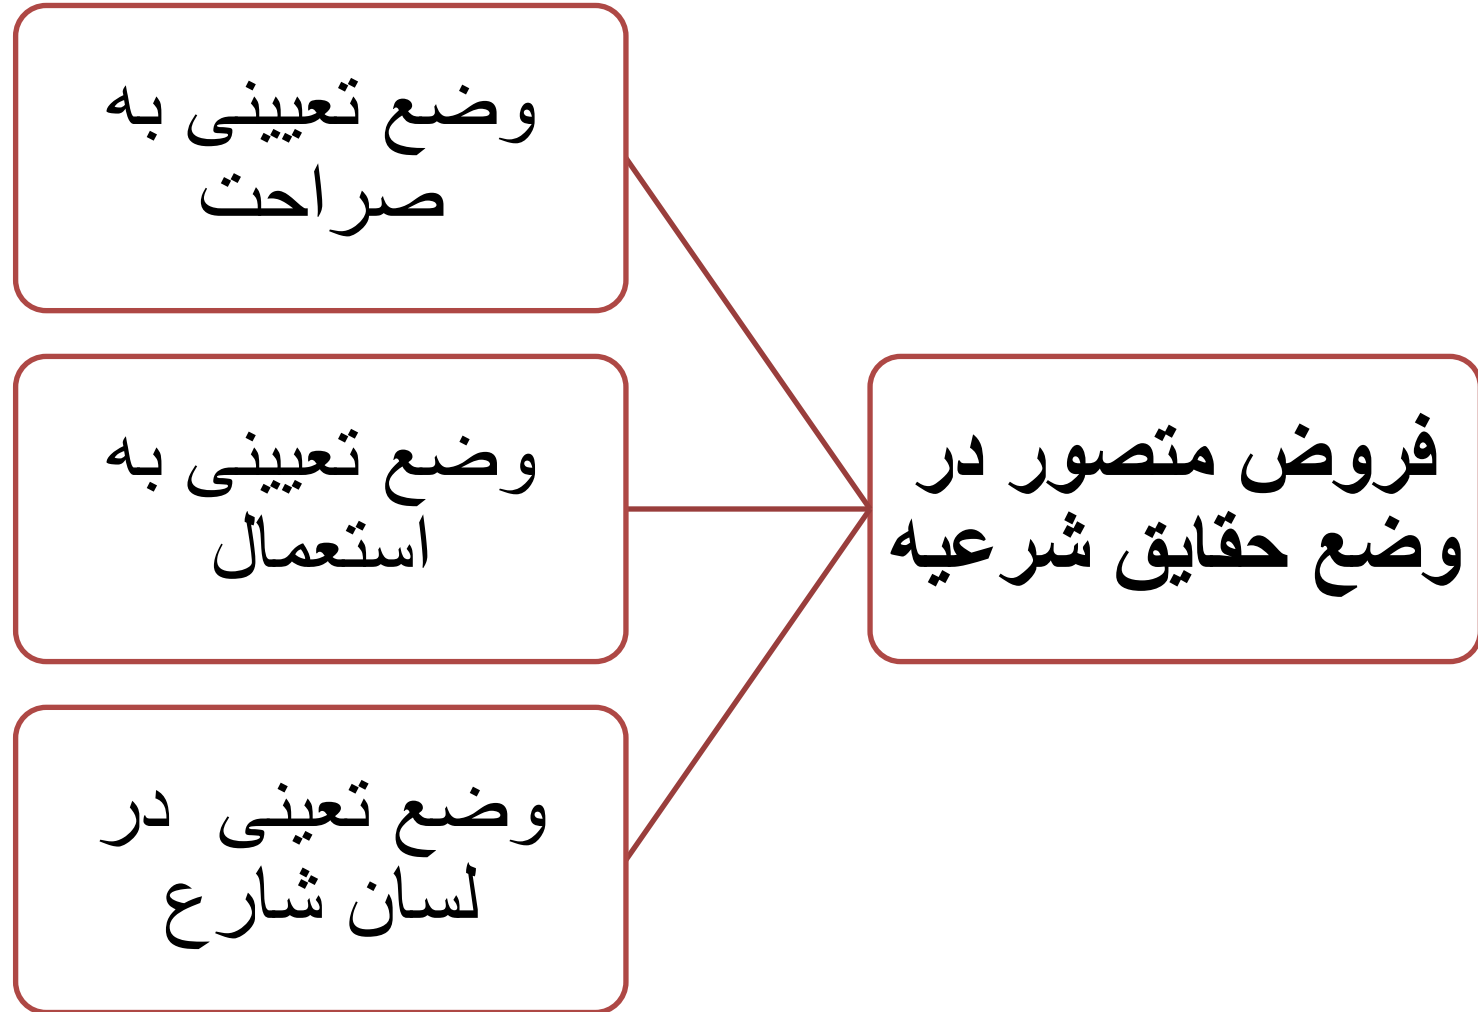 فروض متصور در
وضع حقایق شرعیه
وضع تعیینی به
صراحت
وضع تعیینی به
استعمال
وضع تعینی در
لسان شارع